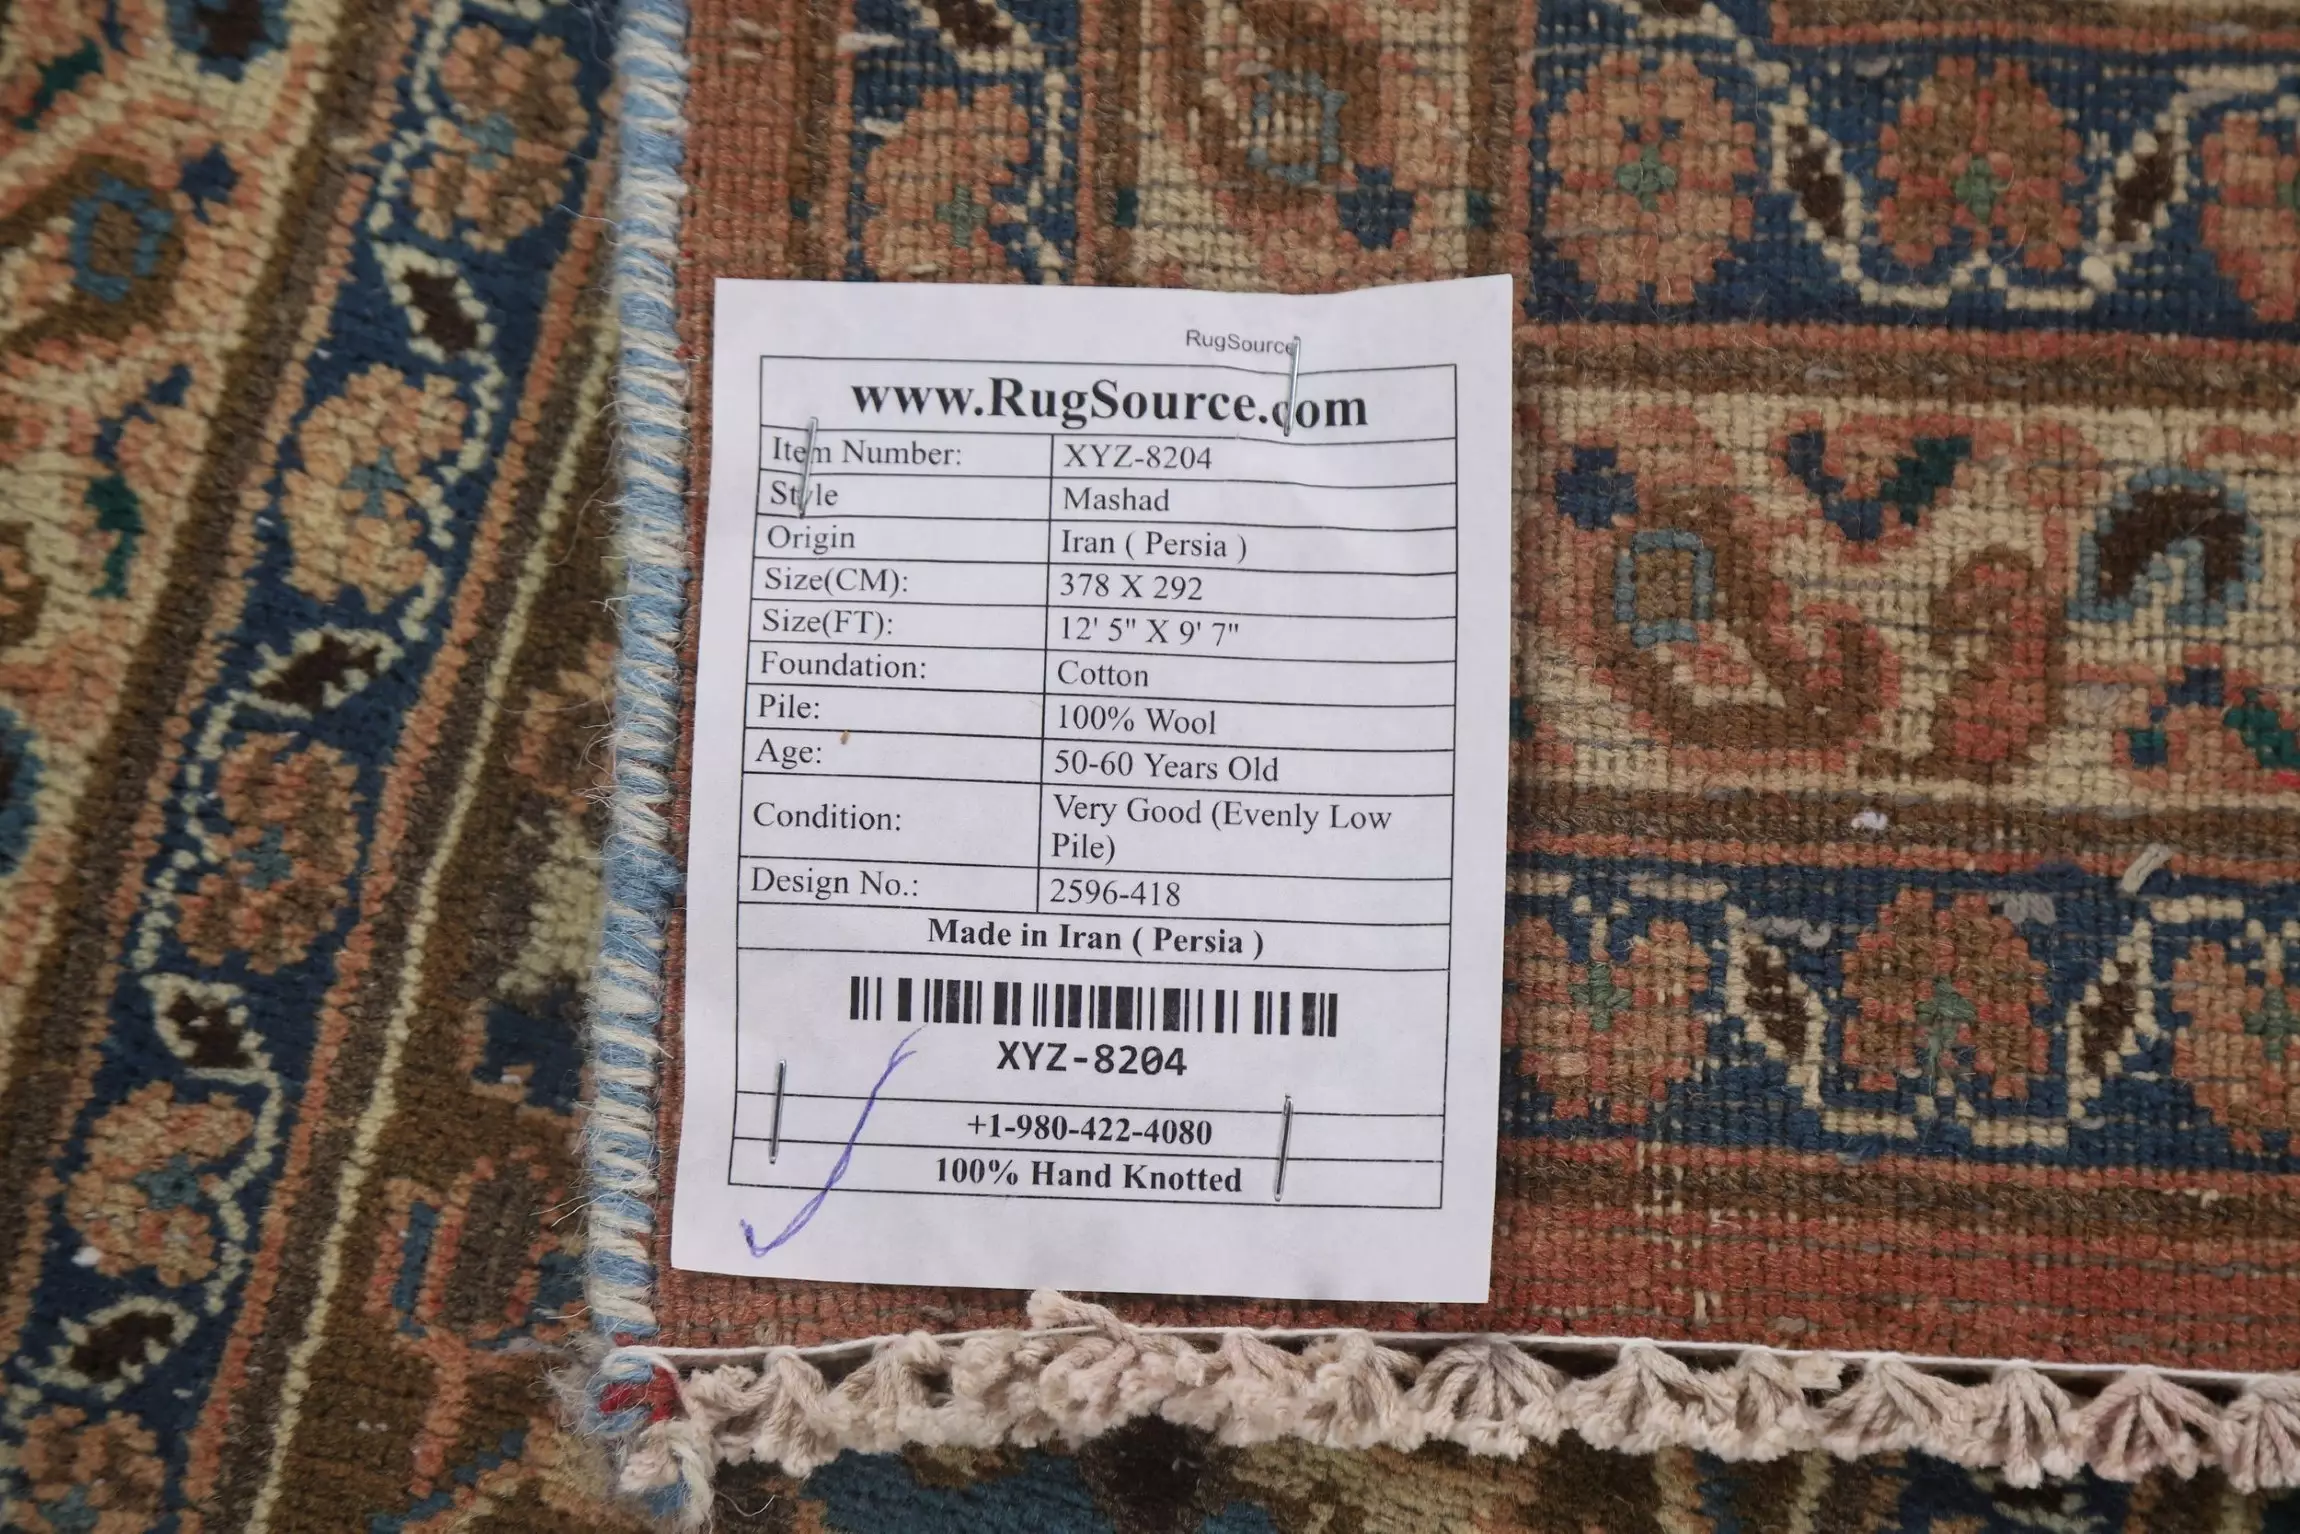 RugSource
www.RugSource.com
Item Number: XYZ-8204
Style Mashad
Origin Iran ( Persia )
Size(CM): 378 X 292
Size(FT): 12' 5" X 9' 7"
Foundation: Cotton
Pile: 100% Wool
Age: 50-60 Years Old
Condition: Very Good (Evenly Low
Pile)
Design No.: 2596-418
Made in Iran ( Persia )
XYZ-8204
+1-980-422-4080
100% Hand Knotted